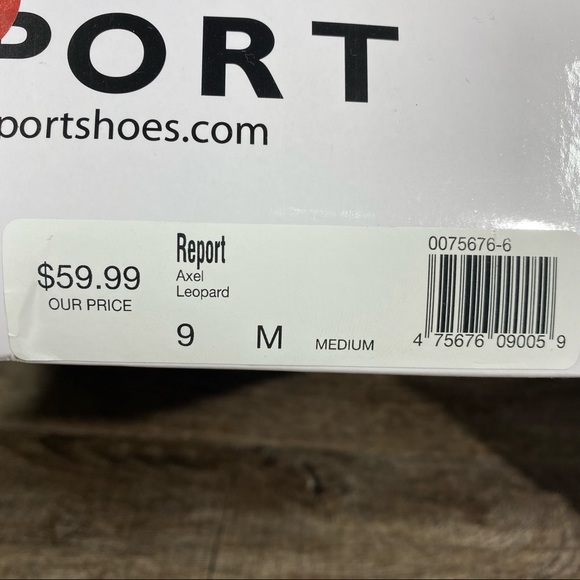 PORT
portshoes.com
$59.99
OUR PRICE
Report
Axel
Leopard
9 M MEDIUM
0075676-6
4 75676 09005 9